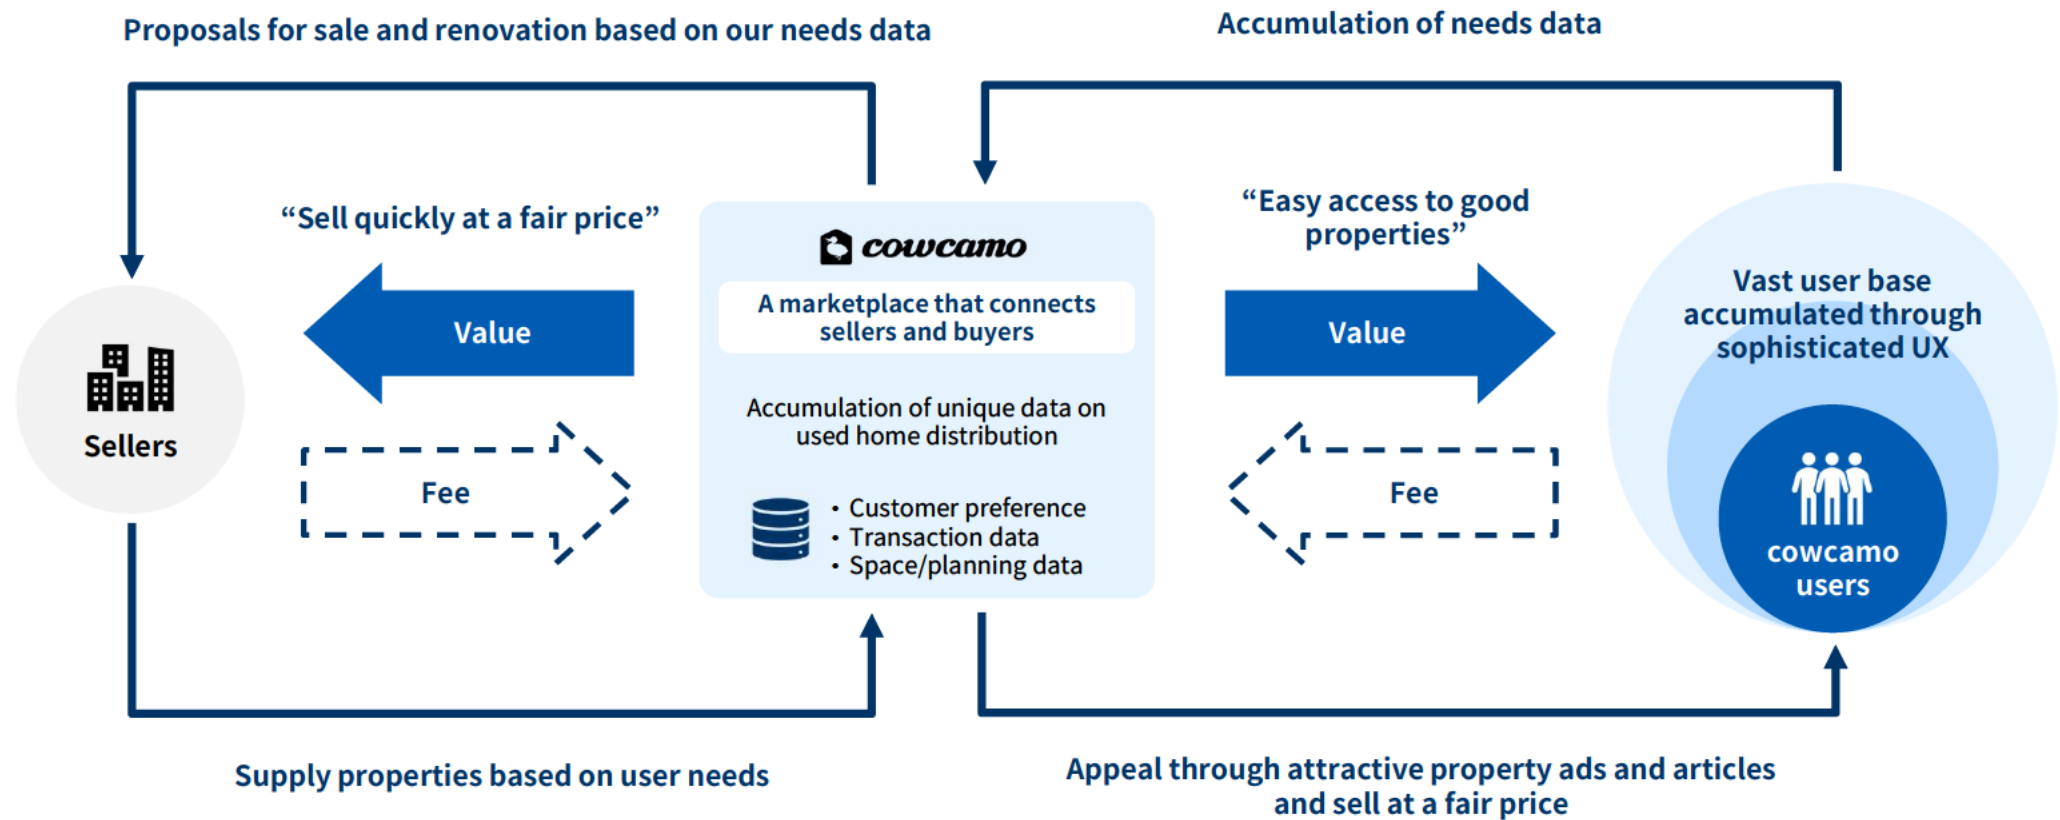 Proposals for sale and renovation based on our needs data
Accumulation of needs data
“Sell quickly at a fair price”
“Easy access to good
properties”
cowcamo
A marketplace that connects
sellers and buyers
Value
Value
Vast user base
accumulated through
sophisticated UX
Sellers
Accumulation of unique data on
used home distribution
Fee
Fee
• Customer preference
• Transaction data
• Space/planning data
cowcamo
users
Supply properties based on user needs
Appeal through attractive property ads and articles
and sell at a fair price